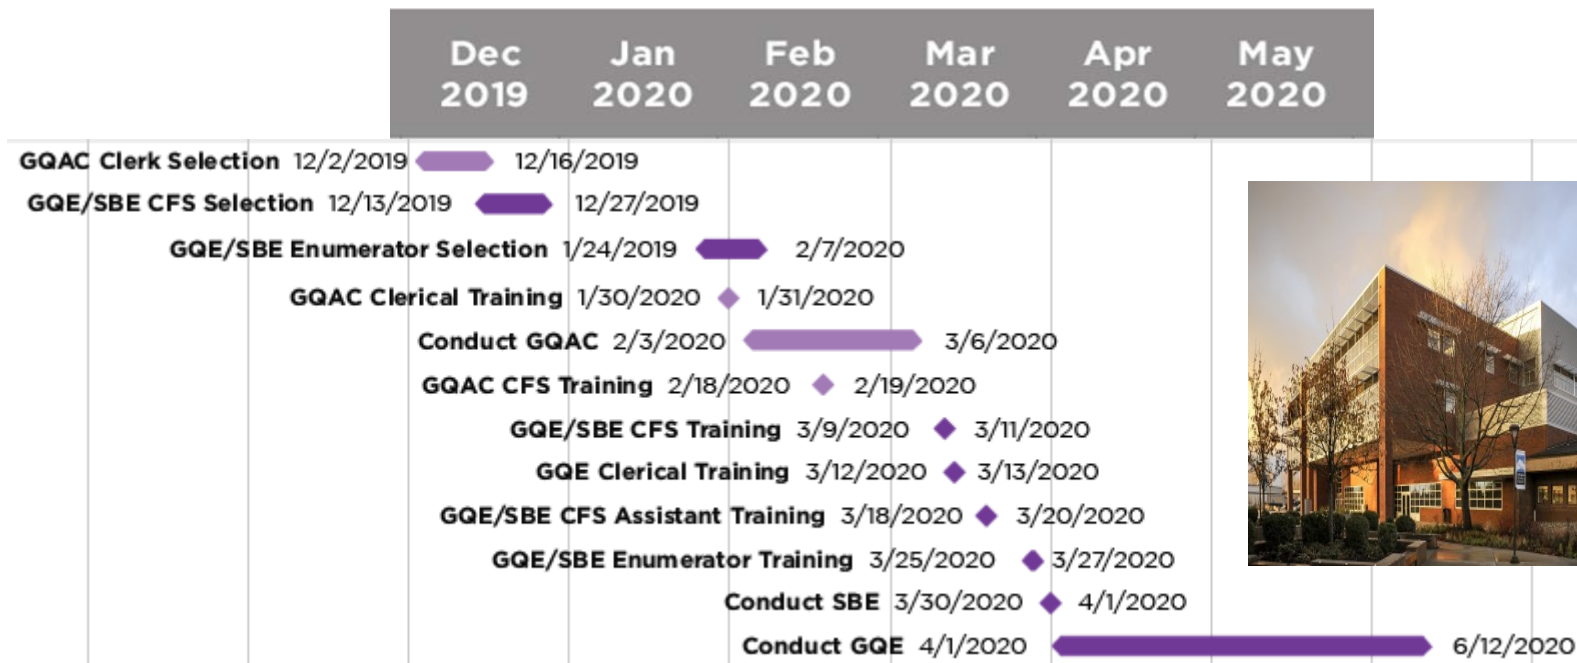 Dec Jan Feb Mar Apr May
2019 2020 2020 2020 2020 2020
GQAC Clerk Selection 12/2/2019 12/16/2019
GQE/SBE CFS Selection 12/13/2019 12/27/2019
GQE/SBE Enumerator Selection 1/24/2019 2/7/2020
GQAC Clerical Training 1/30/2020 1/31/2020
Conduct GQAC 2/3/2020 3/6/2020
GQAC CFS Training 2/18/2020 2/19/2020
GQE/SBE CFS Training 3/9/2020 3/11/2020
GQE Clerical Training 3/12/2020 3/13/2020
GQE/SBE CFS Assistant Training 3/18/2020 3/20/2020
GQE/SBE Enumerator Training 3/25/2020 3/27/2020
Conduct SBE 3/30/2020 4/1/2020
Conduct GQE 4/1/2020 6/12/2020